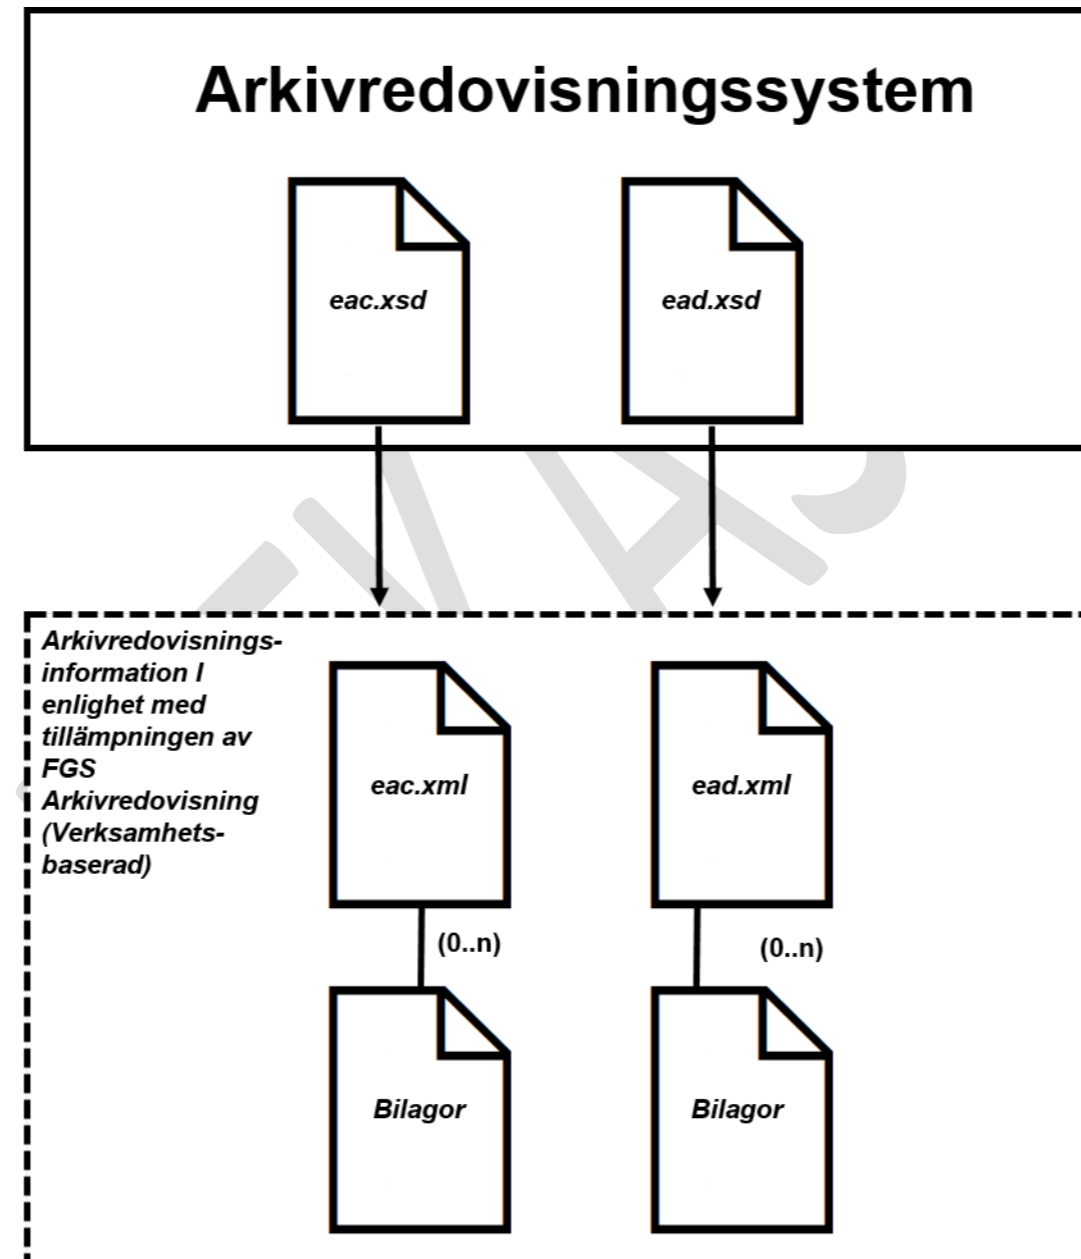 Arkivredovisningssystem
eac.xsd
ead.xsd
Arkivredovisnings-
information I
enlighet med
tillämpningen av
FGS
Arkivredovisning
(Verksamhets-
baserad)
eac.xml
ead.xml
(0..n)
(0..n)
Bilagor
Bilagor